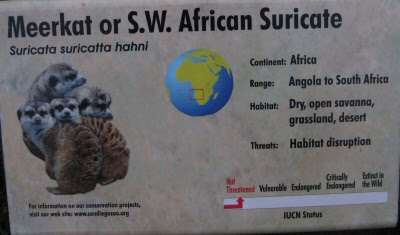 Meerkat or S.W. African Suricate
Suricata suricatta hahni
Continent: Africa
Range: Angola to South Africa
Habitat: Dry, open savanna,
grassland, desert
Threats: Habitat disruption
Not Threatened Vulnerable Endangered Critically Endangered Extinct in the Wild
IUCN Status
For information on our conservation projects,
visit our web site: www.sandiegozoo.org